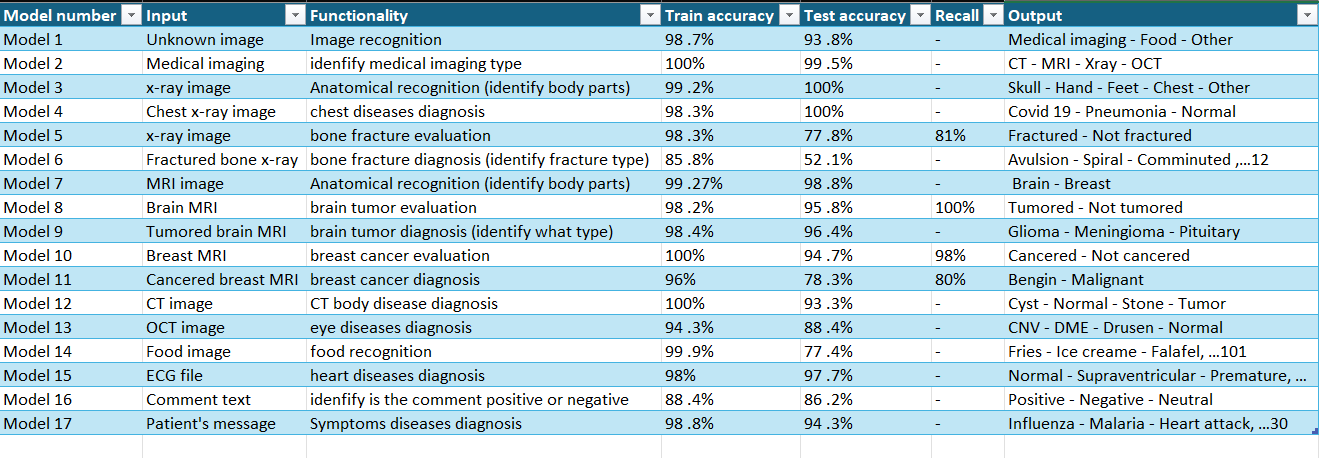 Model number Input Functionality Train accuracy Test accuracy Recall Output
Model 1 Unknown image Image recognition 98 .7% 93 .8% - Medical imaging - Food - Other
Model 2 Medical imaging idenfify medical imaging type 100% 99 .5% - CT - MRI - Xray - OCT
Model 3 x-ray image Anatomical recognition (identify body parts) 99 .2% 100% - Skull - Hand - Feet - Chest - Other
Model 4 Chest x-ray image chest diseases diagnosis 98 .3% 100% - Covid 19 - Pneumonia - Normal
Model 5 x-ray image bone fracture evaluation 98 .3% 77 .8% 81% Fractured - Not fractured
Model 6 Fractured bone x-ray bone fracture diagnosis (identify fracture type) 85 .8% 52 .1% - Avulsion - Spiral - Comminuted ,...12
Model 7 MRI image Anatomical recognition (identify body parts) 99 .27% 98 .8% - Brain - Breast
Model 8 Brain MRI brain tumor evaluation 98 .2% 95 .8% 100% Tumored - Not tumored
Model 9 Tumored brain MRI brain tumor diagnosis (identify what type) 98 .4% 96 .4% - Glioma - Meningioma - Pituitary
Model 10 Breast MRI breast cancer evaluation 100% 94 .7% 98% Cancered - Not cancered
Model 11 Cancered breast MRI breast cancer diagnosis 96% 78 .3% 80% Bengin - Malignant
Model 12 CT image CT body disease diagnosis 100% 93 .3% - Cyst - Normal - Stone - Tumor
Model 13 OCT image eye diseases diagnosis 94 .3% 88 .4% - CNV - DME - Drusen - Normal
Model 14 Food image food recognition 99 .9% 77 .4% - Fries - Ice creame - Falafel, ...101
Model 15 ECG file heart diseases diagnosis 98% 97 .7% - Normal - Supraventricular - Premature, ...
Model 16 Comment text idenfify is the comment positive or negative 88 .4% 86 .2% - Positive - Negative - Neutral
Model 17 Patient's message Symptoms diseases diagnosis 98 .8% 94 .3% - Influenza - Malaria - Heart attack, ...30